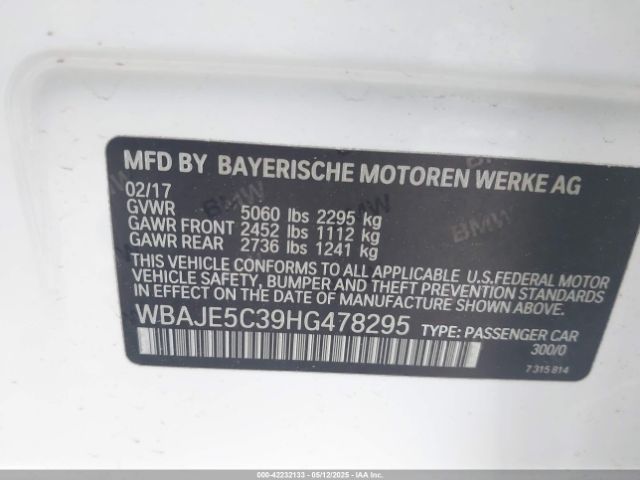 MFD BY BAYERISCHE MOTOREN WERKE AG
02/17
GVWR 5060 lbs 2295 kg
GAWR FRONT 2452 lbs 1112 kg
GAWR REAR 2736 lbs 1241 kg
THIS VEHICLE CONFORMS TO ALL APPLICABLE U.S.FEDERAL MOTOR
VEHICLE SAFETY, BUMPER AND THEFT PREVENTION STANDARDS
IN EFFECT ON THE DATE OF MANUFACTURE SHOWN ABOVE.
WBAJE5C39HG478295 TYPE: PASSENGER CAR
300/0
7 315 814
000-42232133 - 05/12/2025 - IAAI.COM